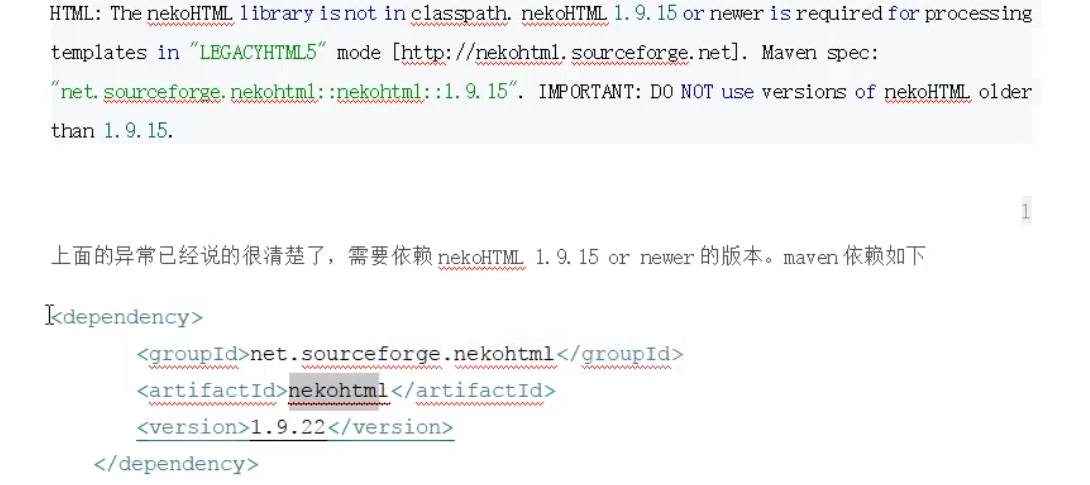 HTML: The nekoHTML library is not in classpath. nekoHTML 1.9.15 or newer is required for processing
templates in "LEGACYHTML5" mode [http://nekohtml.sourceforge.net]. Maven spec:
"net.sourceforge.nekohtml::nekohtml::1.9.15". IMPORTANT: DO NOT use versions of nekoHTML older
than 1.9.15.
1
上面的异常已经说的很清楚了，需要依赖 nekoHTML 1.9.15 or newer 的版本。maven 依赖如下
<dependency>
<groupId>net.sourceforge.nekohtml</groupId>
<artifactId>nekohtml</artifactId>
<version>1.9.22</version>
</dependency>